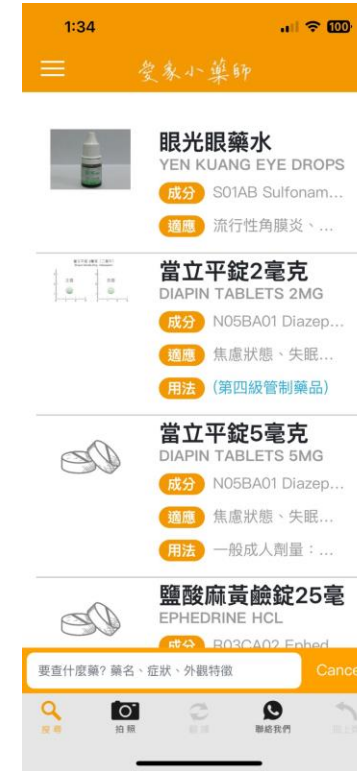 1:34
100
愛家小藥師
眼光眼藥水
YEN KUANG EYE DROPS
成分 S01AB Sulfonam...
適應 流行性角膜炎、...
當立平錠2毫克
DIAPIN TABLETS 2MG
成分 N05BA01 Diazep...
適應 焦慮狀態、失眠...
用法 (第四級管制藥品)
當立平錠5毫克
DIAPIN TABLETS 5MG
成分 N05BA01 Diazep...
適應 焦慮狀態、失眠...
用法 一般成人劑量：...
鹽酸麻黃鹼錠25毫
EPHEDRINE HCL
成分 R03CA02 Ephed
要查什麼藥? 藥名、症狀、外觀特徵
Cance
搜尋
拍照
聯絡我們